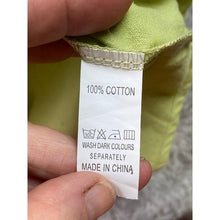 100% COTTON
WASH DARK COLOURS
SEPARATELY
MADE IN CHINA